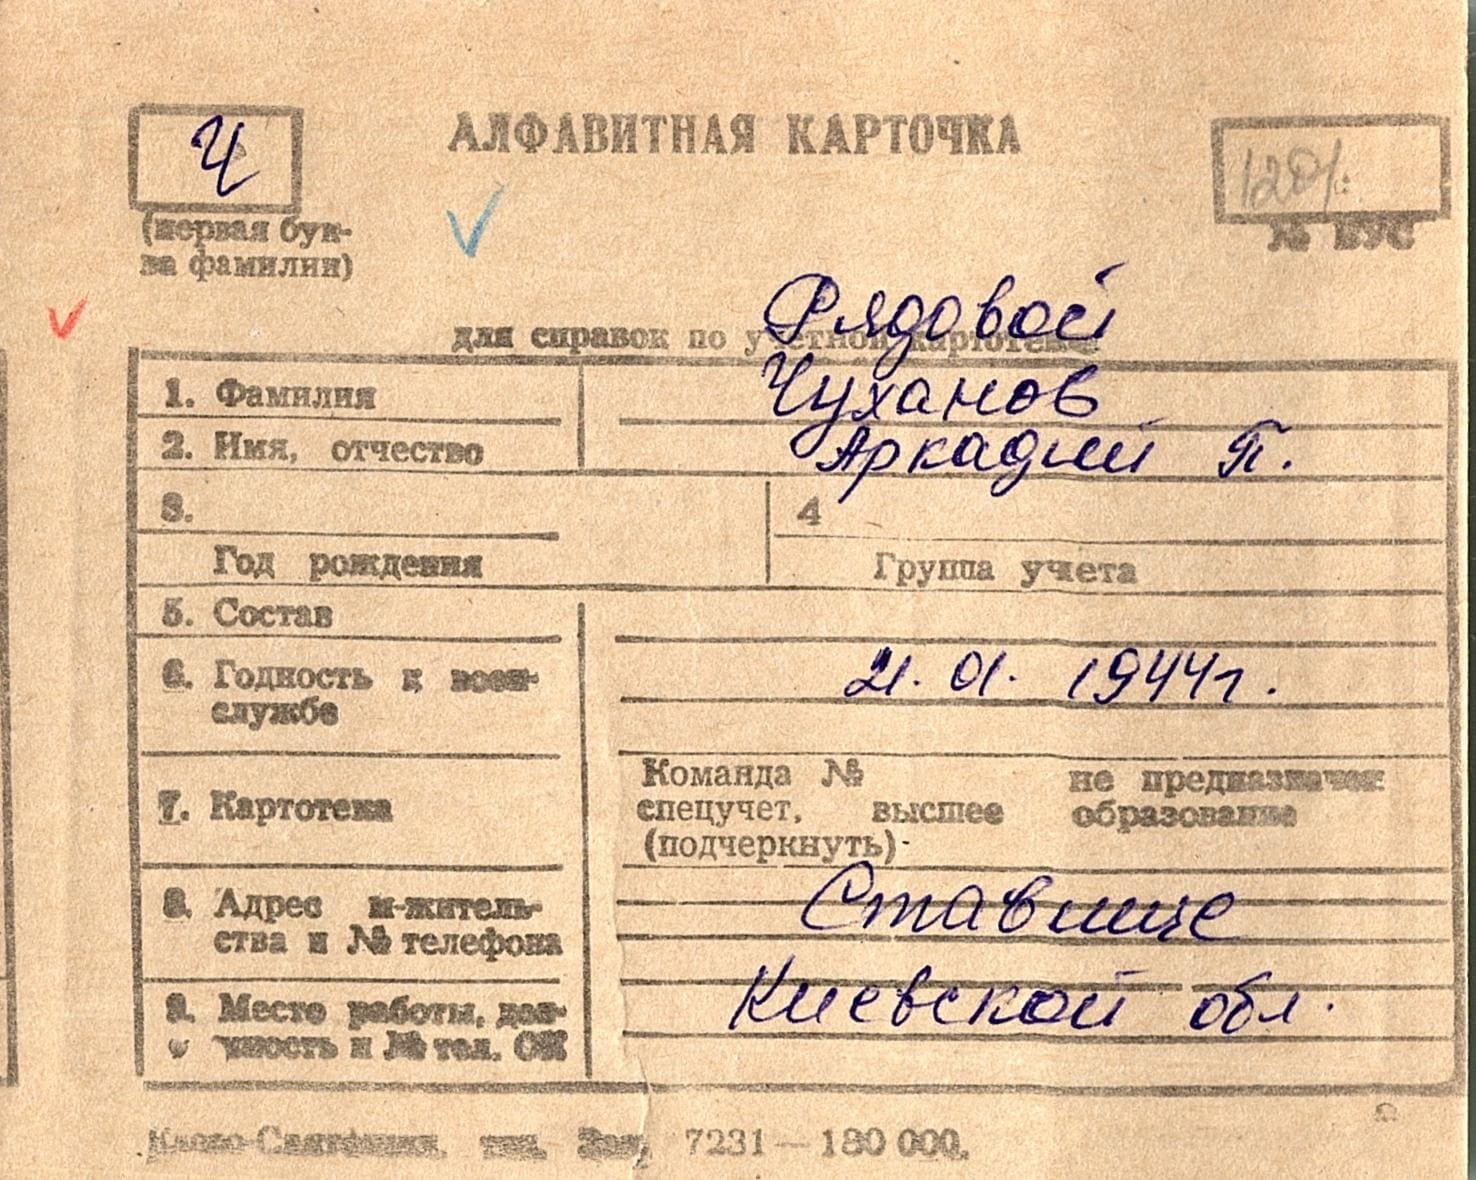 Ч
АЛФАВИТНАЯ КАРТОЧКА
120/
(первая бук-
ва фамилии)
№ ВУС
Рядовой
для справок по учетной картотеке
1. Фамилия
Чуханов
2. Имя, отчество
Аркадий П.
3.
4
Год рождения
Группа учета
5. Состав
6. Годность к воен-
службе
21. 01. 1944г.
7. Картотека
Команда № не предназначен
спецучет, высшее образование
(подчеркнуть)
8. Адрес м-житель-
ства и № телефона
Ставище
9. Место работы, дол-
жность и № тел. ОК
Киевской обл.
7231—180 000.